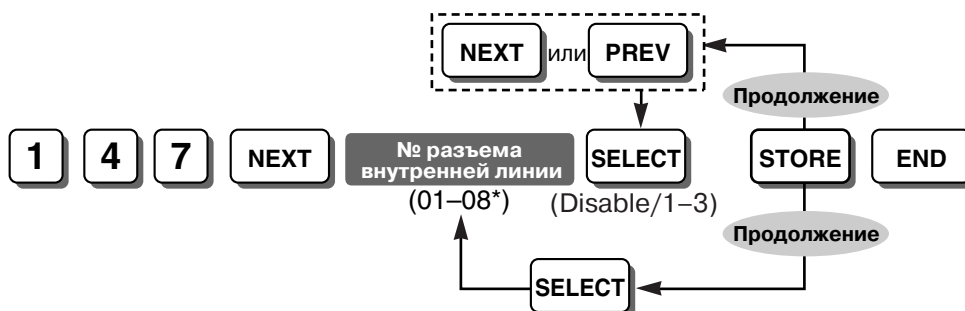 NEXT или PREV
Продолжение
1 4 7 NEXT № разъема внутренней линии SELECT STORE END
(01–08*) (Disable/1–3)
Продолжение
SELECT